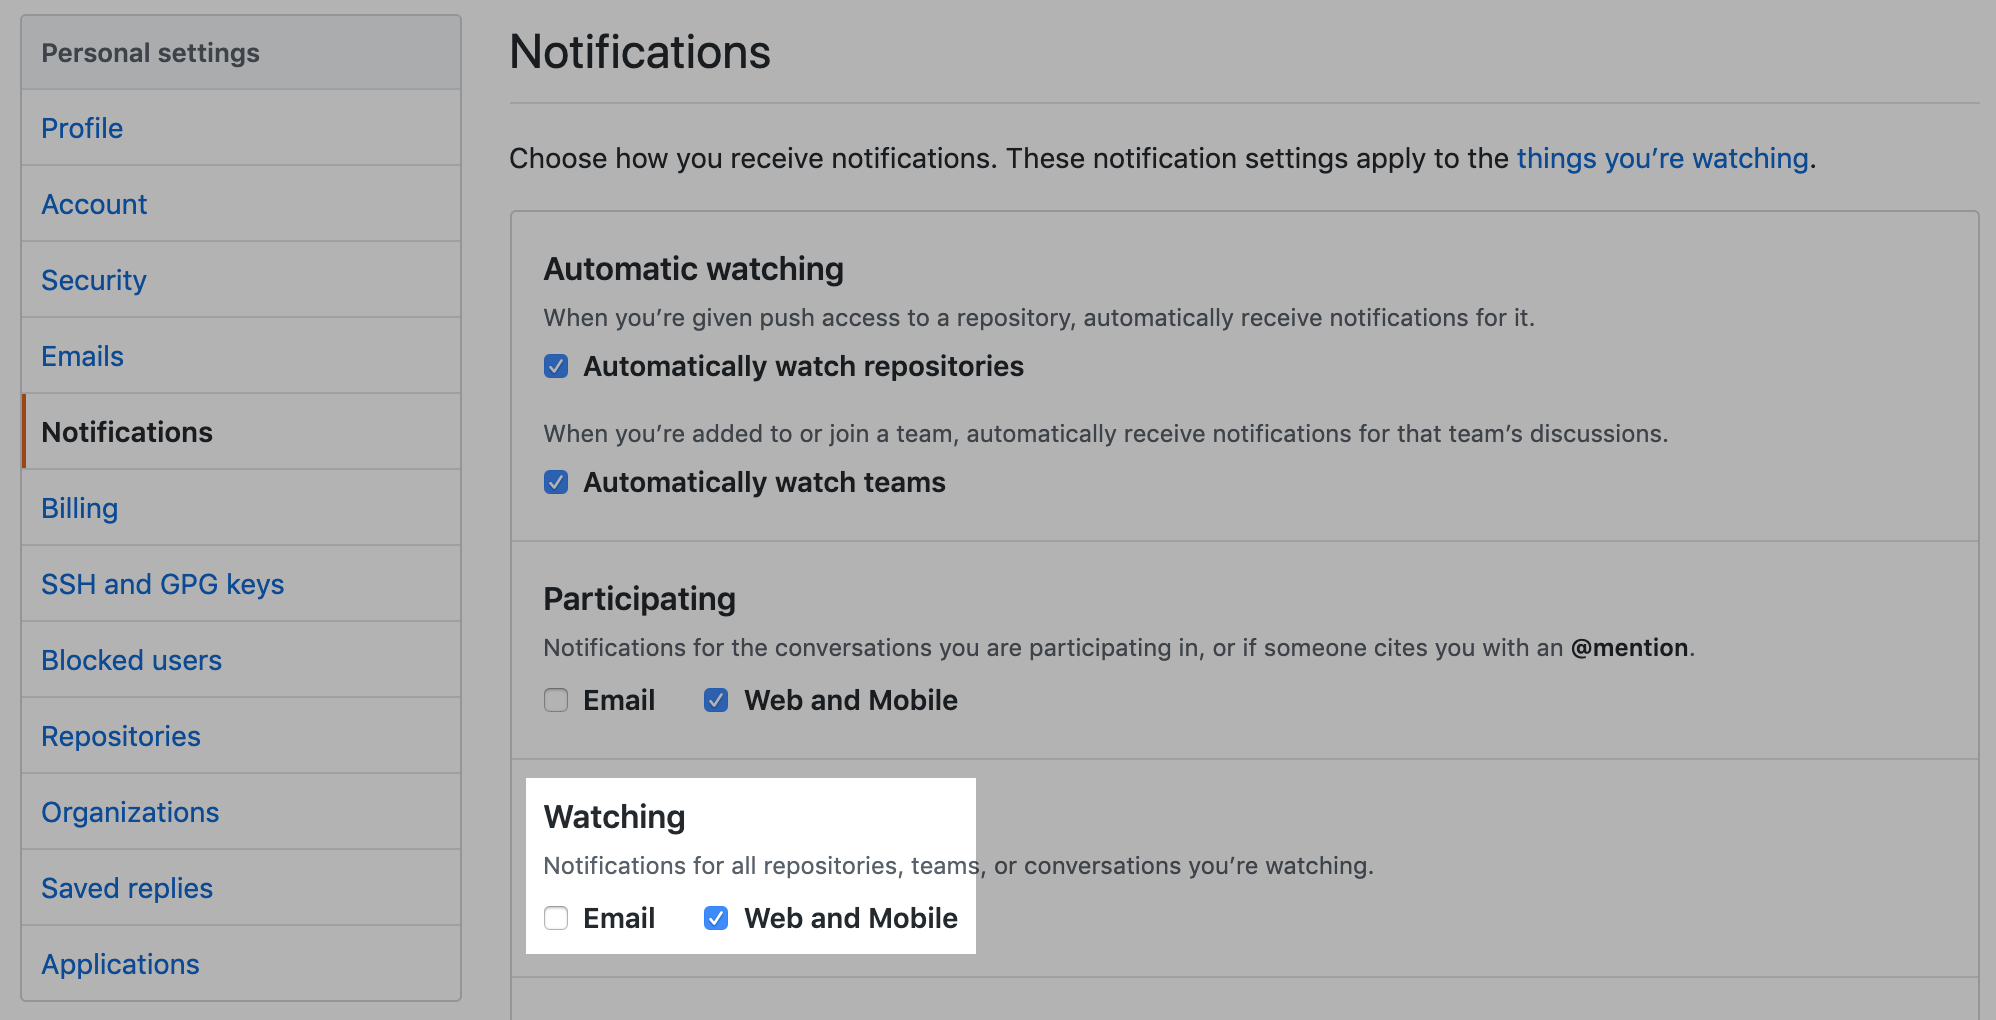 Personal settings
Profile
Account
Security
Emails
Notifications
Billing
SSH and GPG keys
Blocked users
Repositories
Organizations
Saved replies
Applications
Notifications
Choose how you receive notifications. These notification settings apply to the things you’re watching.
Automatic watching
When you’re given push access to a repository, automatically receive notifications for it.
Automatically watch repositories
When you’re added to or join a team, automatically receive notifications for that team’s discussions.
Automatically watch teams
Participating
Notifications for the conversations you are participating in, or if someone cites you with an @mention.
Email Web and Mobile
Watching
Notifications for all repositories, teams, or conversations you’re watching.
Email Web and Mobile